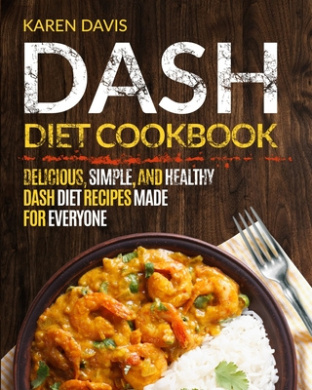 KAREN DAVIS
DASH
DIET COOKBOOK
DELICIOUS, SIMPLE, AND HEALTHY
DASH DIET RECIPES MADE
FOR EVERYONE